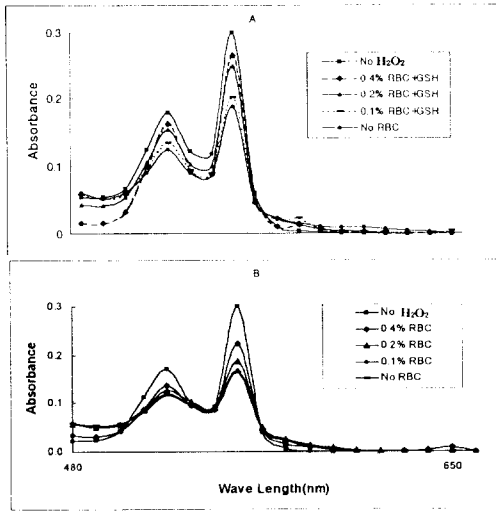 A
0.3
0.2
0.1
0
Absorbance
No H₂O₂
0 4% RBC+GSH
0 2% RBC+GSH
0.1% RBC+GSH
No RBC
B
0.3
0.2
0.1
0.0
Absorbance
No H₂O₂
0 4% RBC
0 2% RBC
0.1% RBC
No RBC
480
650
Wave Length(nm)